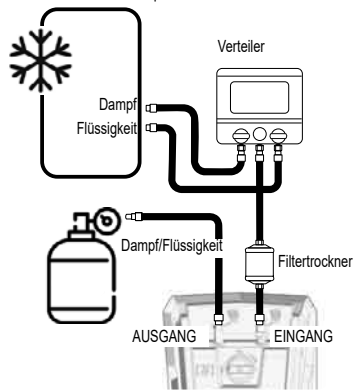 Verteiler
Dampf
Flüssigkeit
Dampf/Flüssigkeit
Filtertrockner
AUSGANG
EINGANG